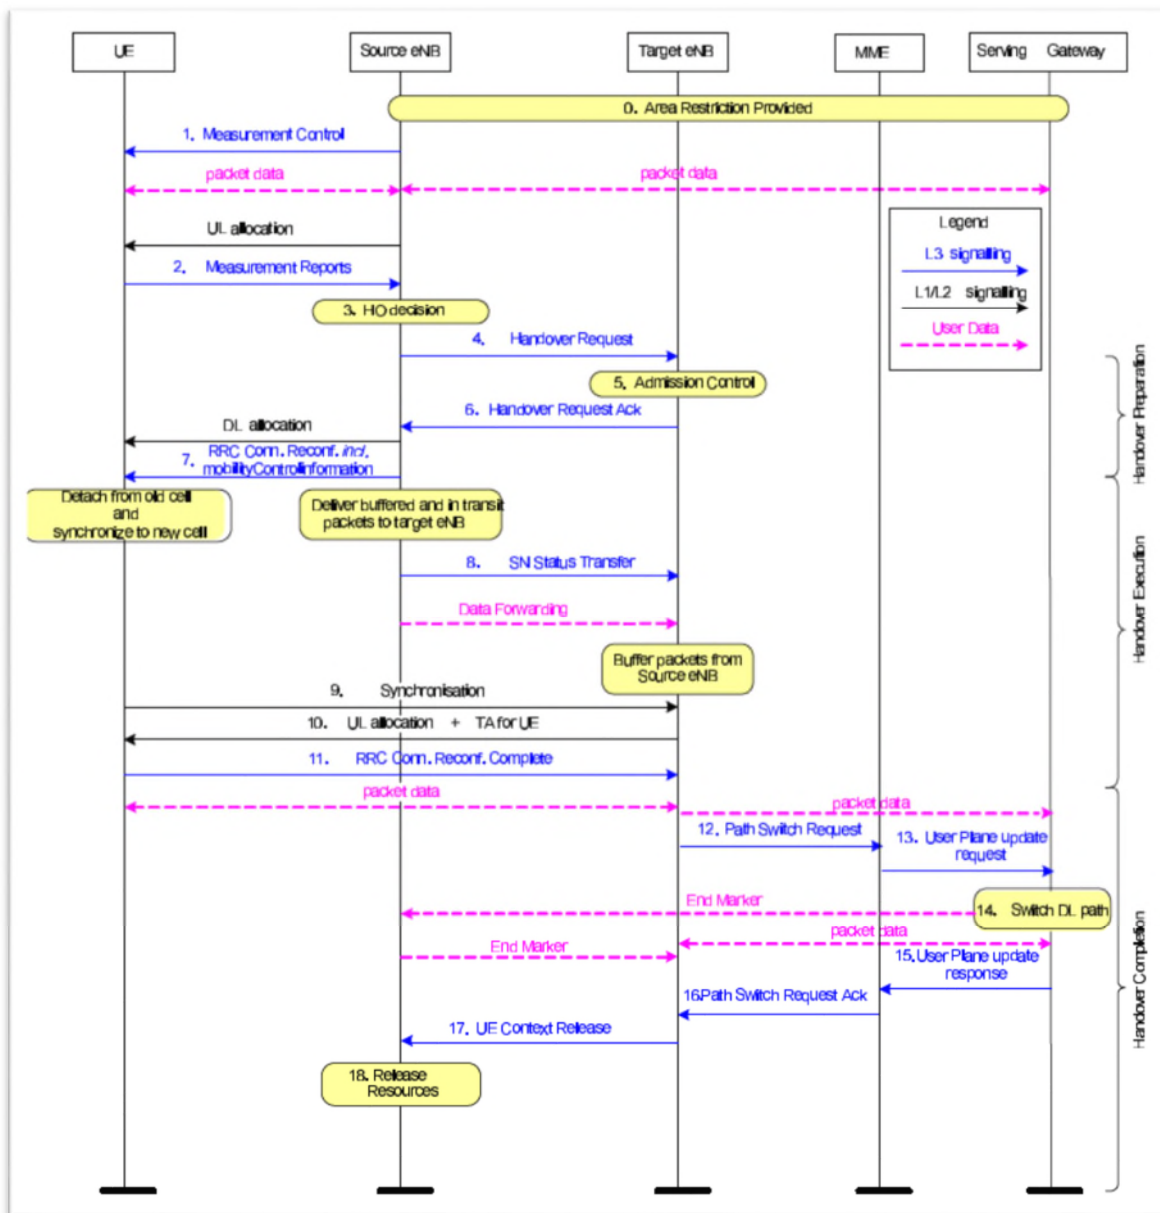 UE
Source eNB
Target eNB
MME
Serving Gateway
0. Area Restriction Provided
1. Measurement Control
packet data
packet data
Legend
UL allocation
L3 signalling
2. Measurement Reports
L1/L2 signalling
3. HO decision
User Data
4. Handover Request
5. Admission Control
Handover Preparation
6. Handover Request Ack
DL allocation
7. RRC Conn. Reconf. incl.
mobilityControlinformation
Detach from old cell
and
synchronize to new cell
Deliver buffered and in transit
packets to target eNB
8. SN Status Transfer
Data Forwarding
Handover Execution
Buffer packets from
Source eNB
9. Synchronisation
10. UL allocation + TA for UE
11. RRC Conn. Reconf. Complete
packet data
packet data
12. Path Switch Request
13. User Plane update
request
End Marker
14. Switch DL path
packet data
End Marker
15.User Plane update
response
16.Path Switch Request Ack
Handover Completion
17. UE Context Release
18. Release
Resources